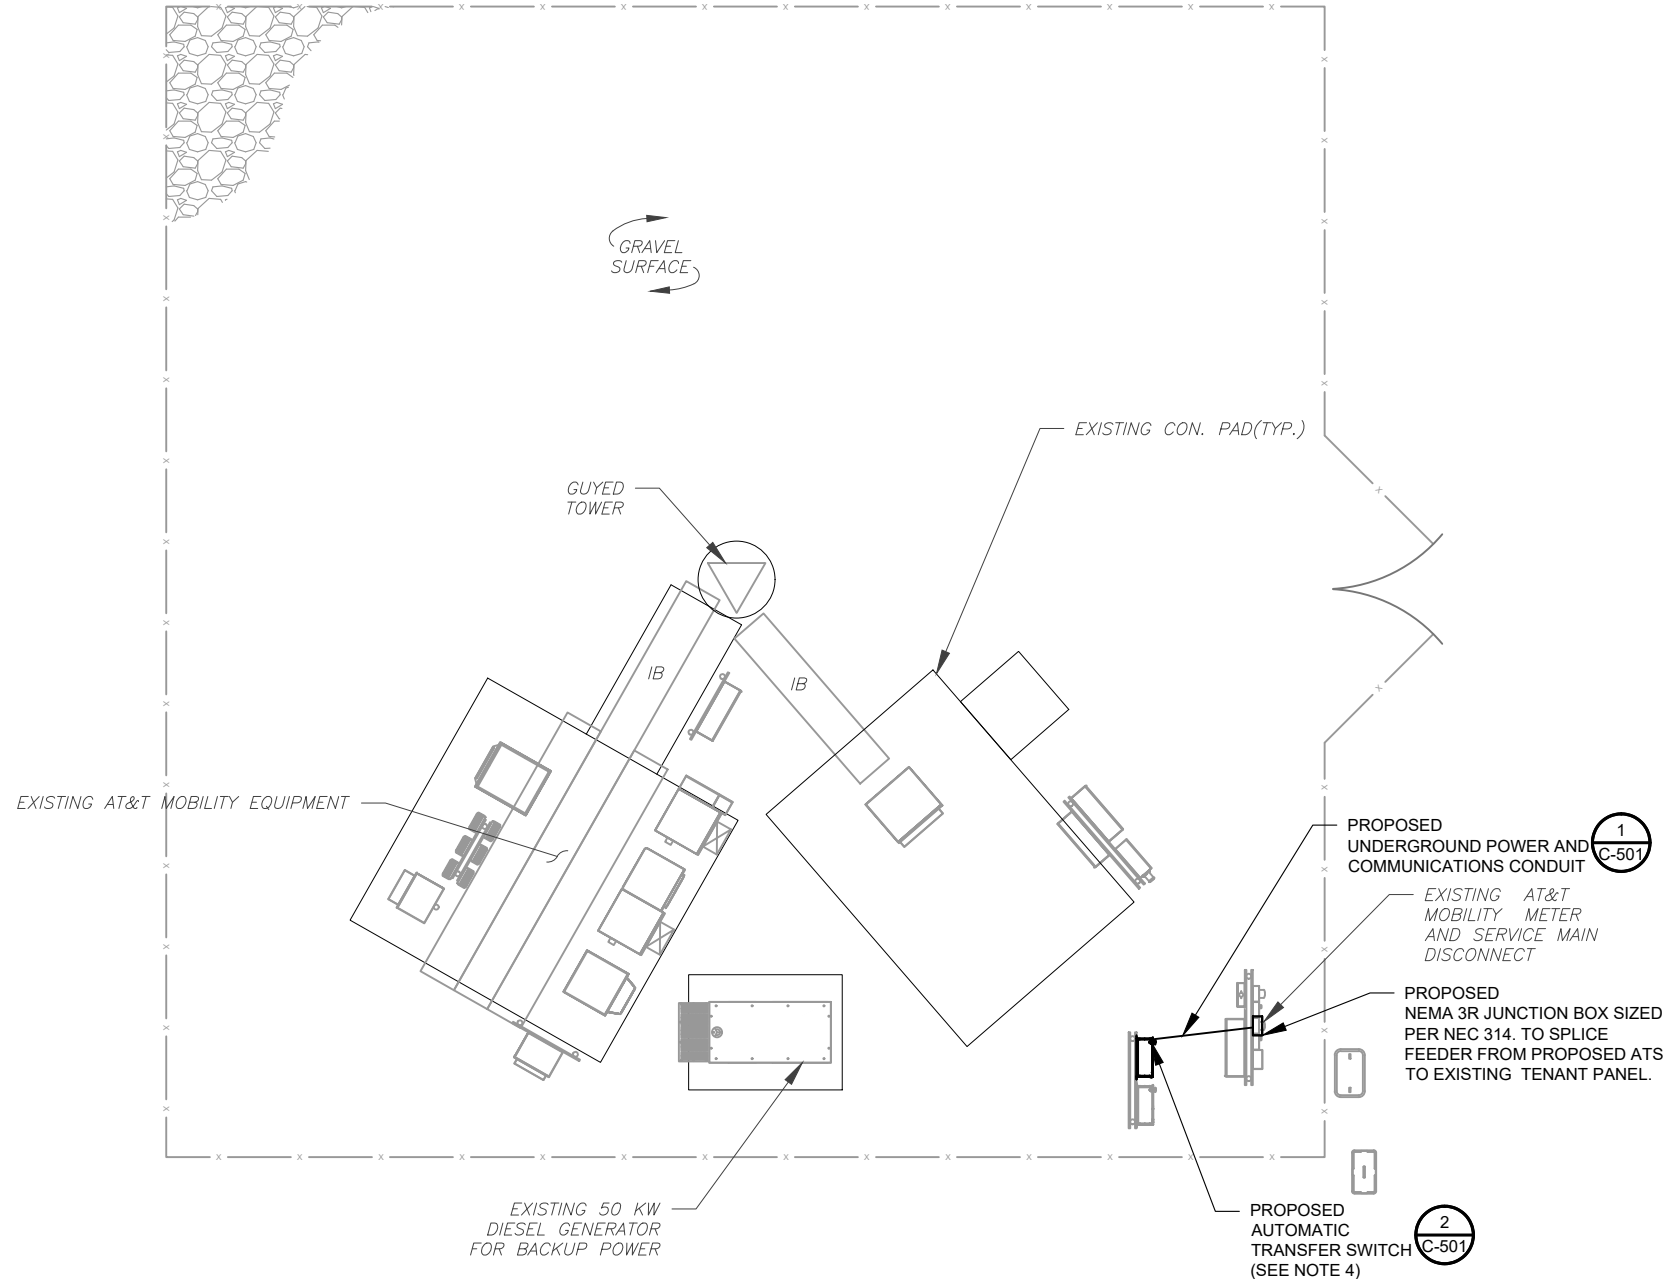 GRAVEL
SURFACE
EXISTING CON. PAD(TYP.)
GUYED
TOWER
IB
IB
EXISTING AT&T MOBILITY EQUIPMENT
PROPOSED
UNDERGROUND POWER AND
COMMUNICATIONS CONDUIT
1
C-501
EXISTING AT&T
MOBILITY METER
AND SERVICE MAIN
DISCONNECT
PROPOSED
NEMA 3R JUNCTION BOX SIZED
PER NEC 314. TO SPLICE
FEEDER FROM PROPOSED ATS
TO EXISTING TENANT PANEL.
EXISTING 50 KW
DIESEL GENERATOR
FOR BACKUP POWER
PROPOSED
AUTOMATIC
TRANSFER SWITCH
(SEE NOTE 4)
2
C-501